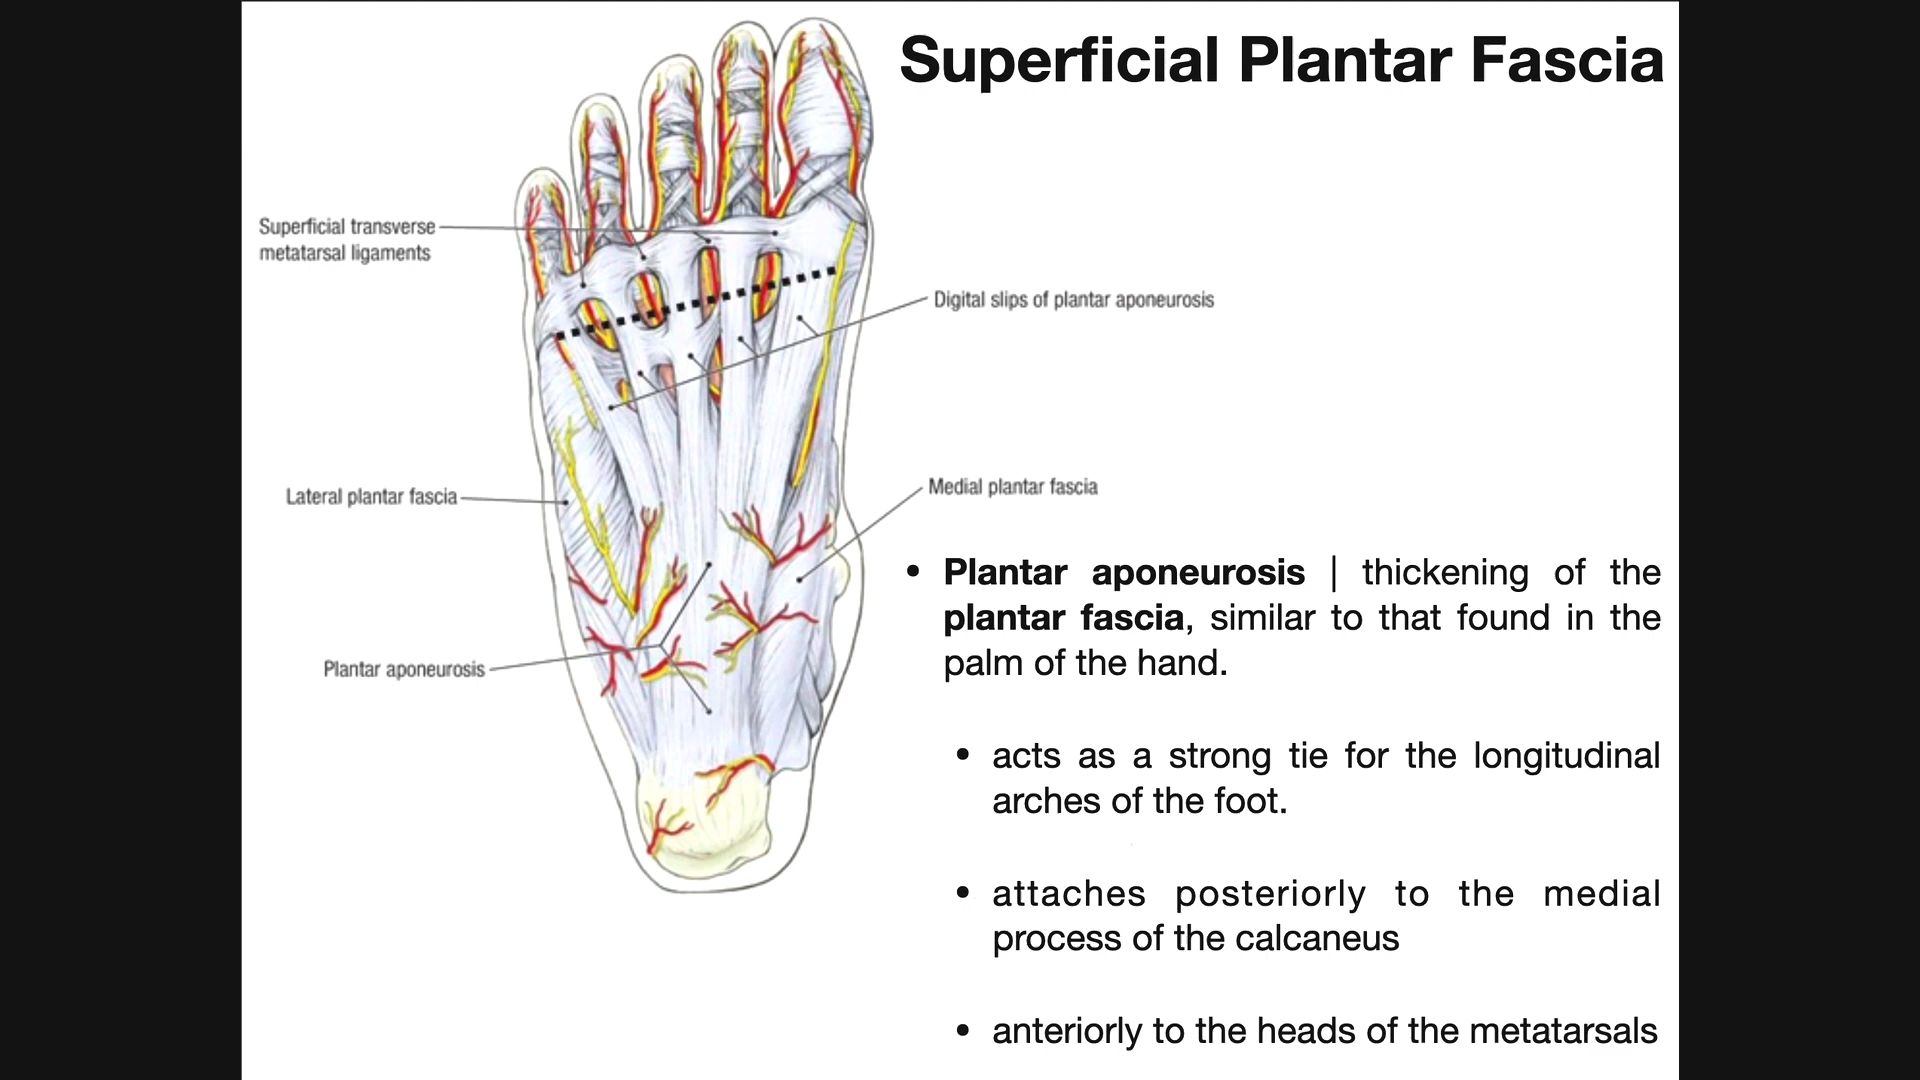 Superficial Plantar Fascia
Superficial transverse
metatarsal ligaments
Digital slips of plantar aponeurosis
Lateral plantar fascia
Medial plantar fascia
Plantar aponeurosis
• Plantar aponeurosis | thickening of the
plantar fascia, similar to that found in the
palm of the hand.
• acts as a strong tie for the longitudinal
arches of the foot.
• attaches posteriorly to the medial
process of the calcaneus
• anteriorly to the heads of the metatarsals